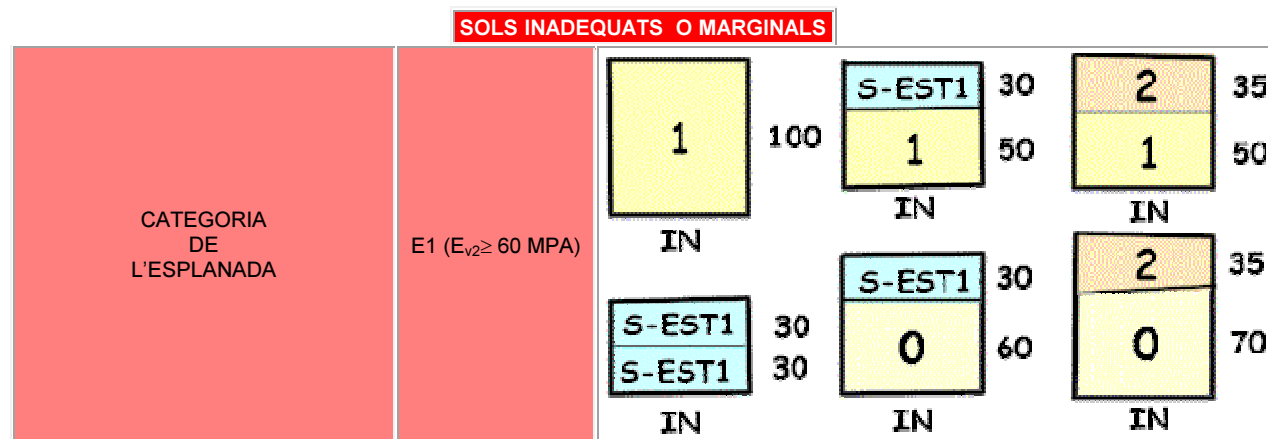 SOLS INADEQUATS O MARGINALS
CATEGORIA
DE
L'ESPLANADA
E1 (Ev2≥ 60 MPA)
1 100
IN
S-EST1 30
1 50
IN
2 35
1 50
IN
S-EST1 30
S-EST1 30
IN
S-EST1 30
0 60
IN
2 35
0 70
IN